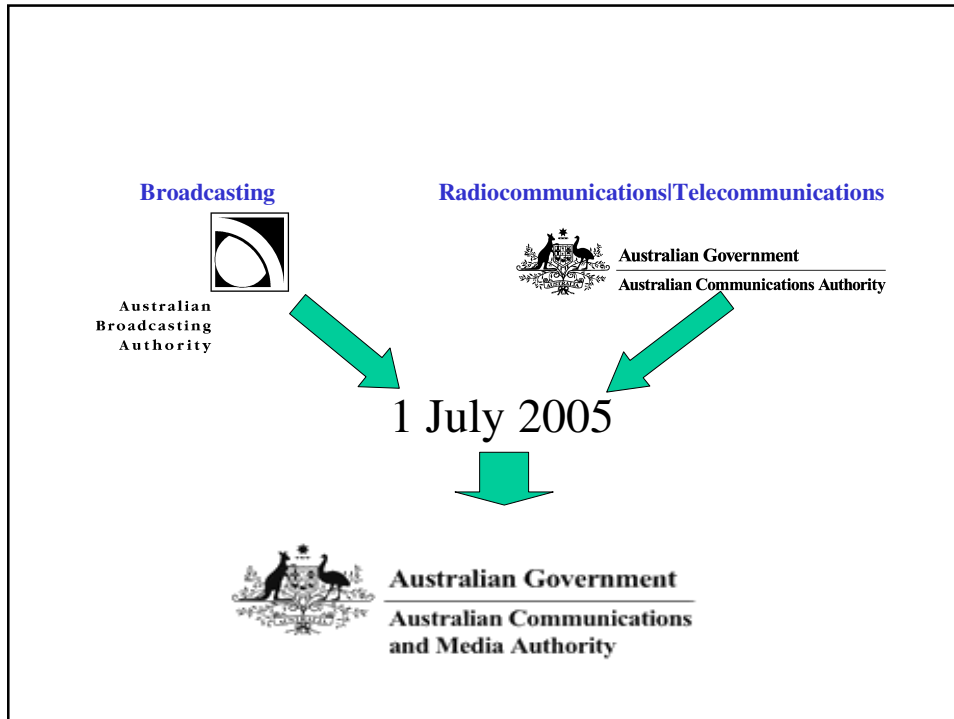 Broadcasting
Radiocommunications|Telecommunications
Australian
Broadcasting
Authority
Australian Government
Australian Communications Authority
1 July 2005
Australian Government
Australian Communications
and Media Authority